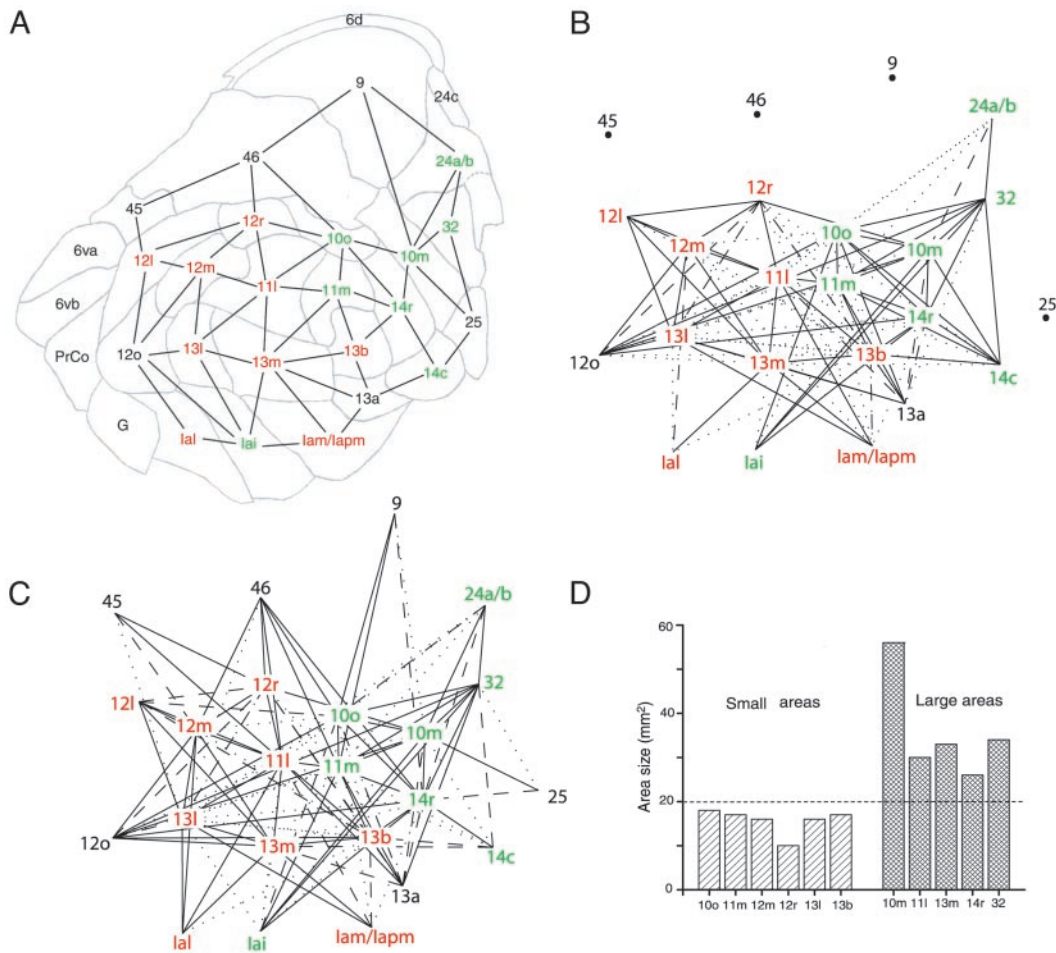 A
6d
9
24c
46
24a/b
45
12r
32
6va
10o
12l
12m
10m
11l
11m
6vb
14r
25
PrCo
12o
13l
13m
13b
14c
13a
G
Ial
Iai
Iam/Iapm
B
9
46
45
24a/b
12r
32
12l
10o
12m
10m
11l
11m
25
14r
13l
12o
13m
13b
14c
13a
Ial
Iai
Iam/Iapm
C
9
46
45
24a/b
12r
32
12l
10o
12m
10m
11l
11m
25
14r
13l
12o
13m
13b
14c
13a
Ial
Iai
Iam/Iapm
D
Area size (mm²)
60
40
20
0
Small areas
Large areas
10o 11m 12m 12r 13l 13b
10m 11l 13m 14r 32